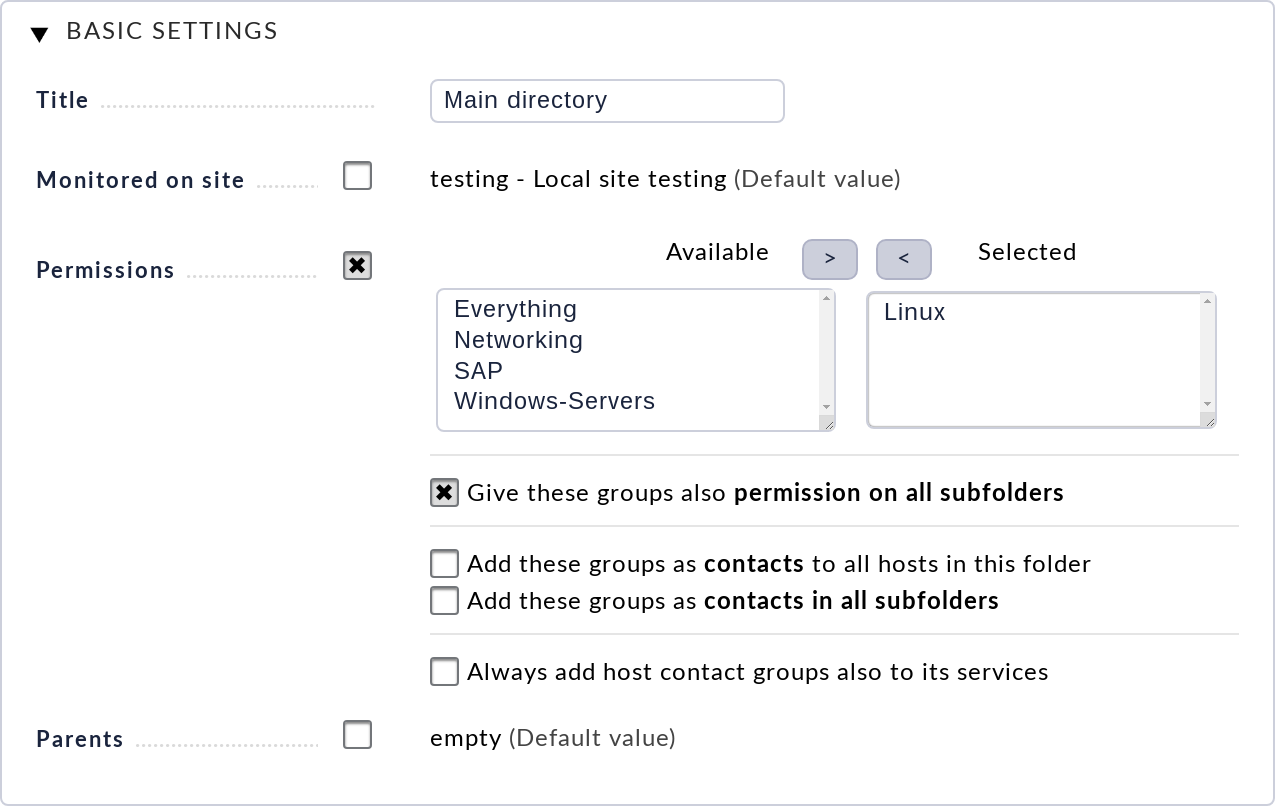 BASIC SETTINGS
Title
Main directory
Monitored on site
testing - Local site testing (Default value)
Permissions
Available > < Selected
Everything
Networking
SAP
Windows-Servers
Linux
Give these groups also permission on all subfolders
Add these groups as contacts to all hosts in this folder
Add these groups as contacts in all subfolders
Always add host contact groups also to its services
Parents
empty (Default value)